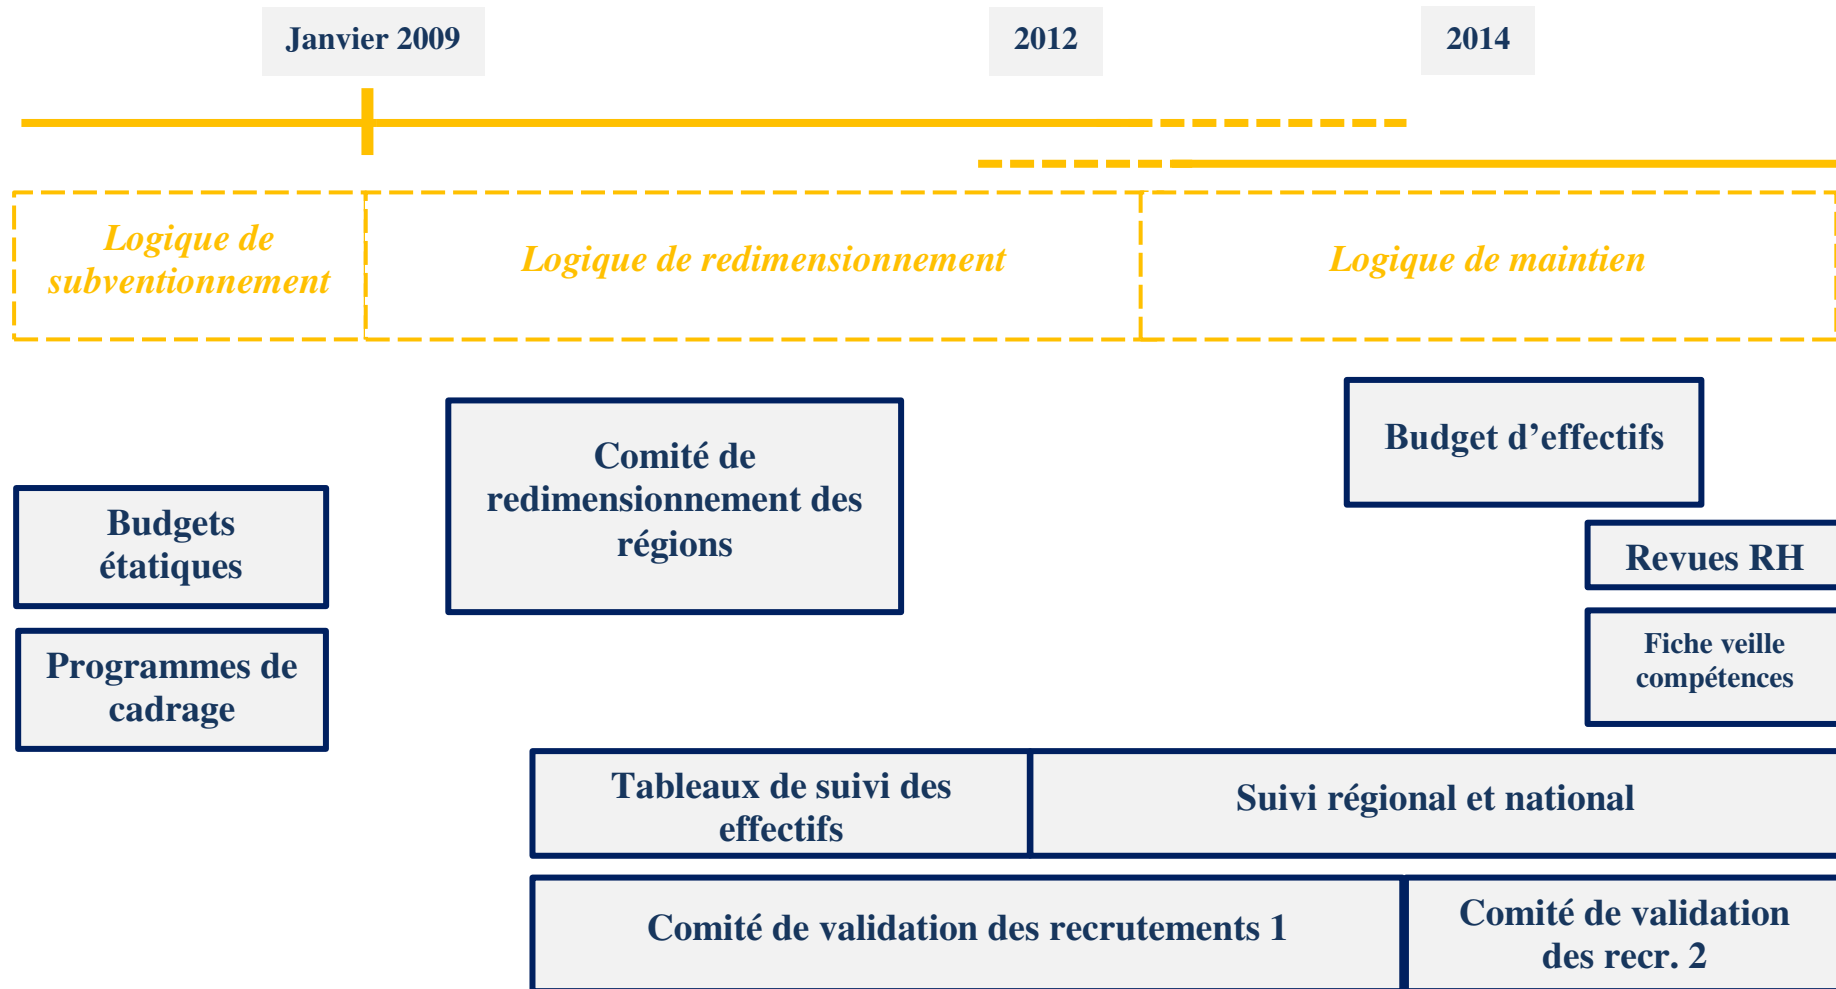 Janvier 2009
2012
2014
Logique de
subventionnement
Logique de redimensionnement
Logique de maintien
Budgets
étatiques
Programmes de
cadrage
Comité de
redimensionnement des
régions
Budget d’effectifs
Revues RH
Fiche veille
compétences
Tableaux de suivi des
effectifs
Suivi régional et national
Comité de validation des recrutements 1
Comité de validation
des recr. 2